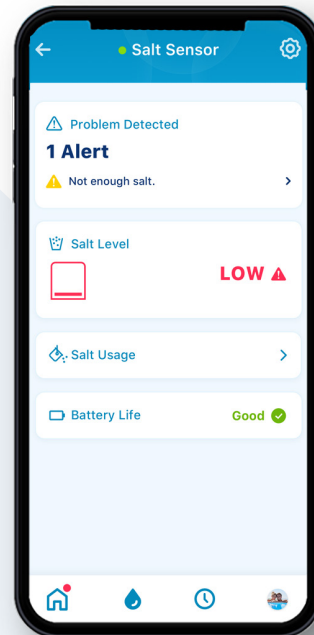 Salt Sensor
Problem Detected
1 Alert
Not enough salt.
Salt Level
LOW
Salt Usage
Battery Life
Good